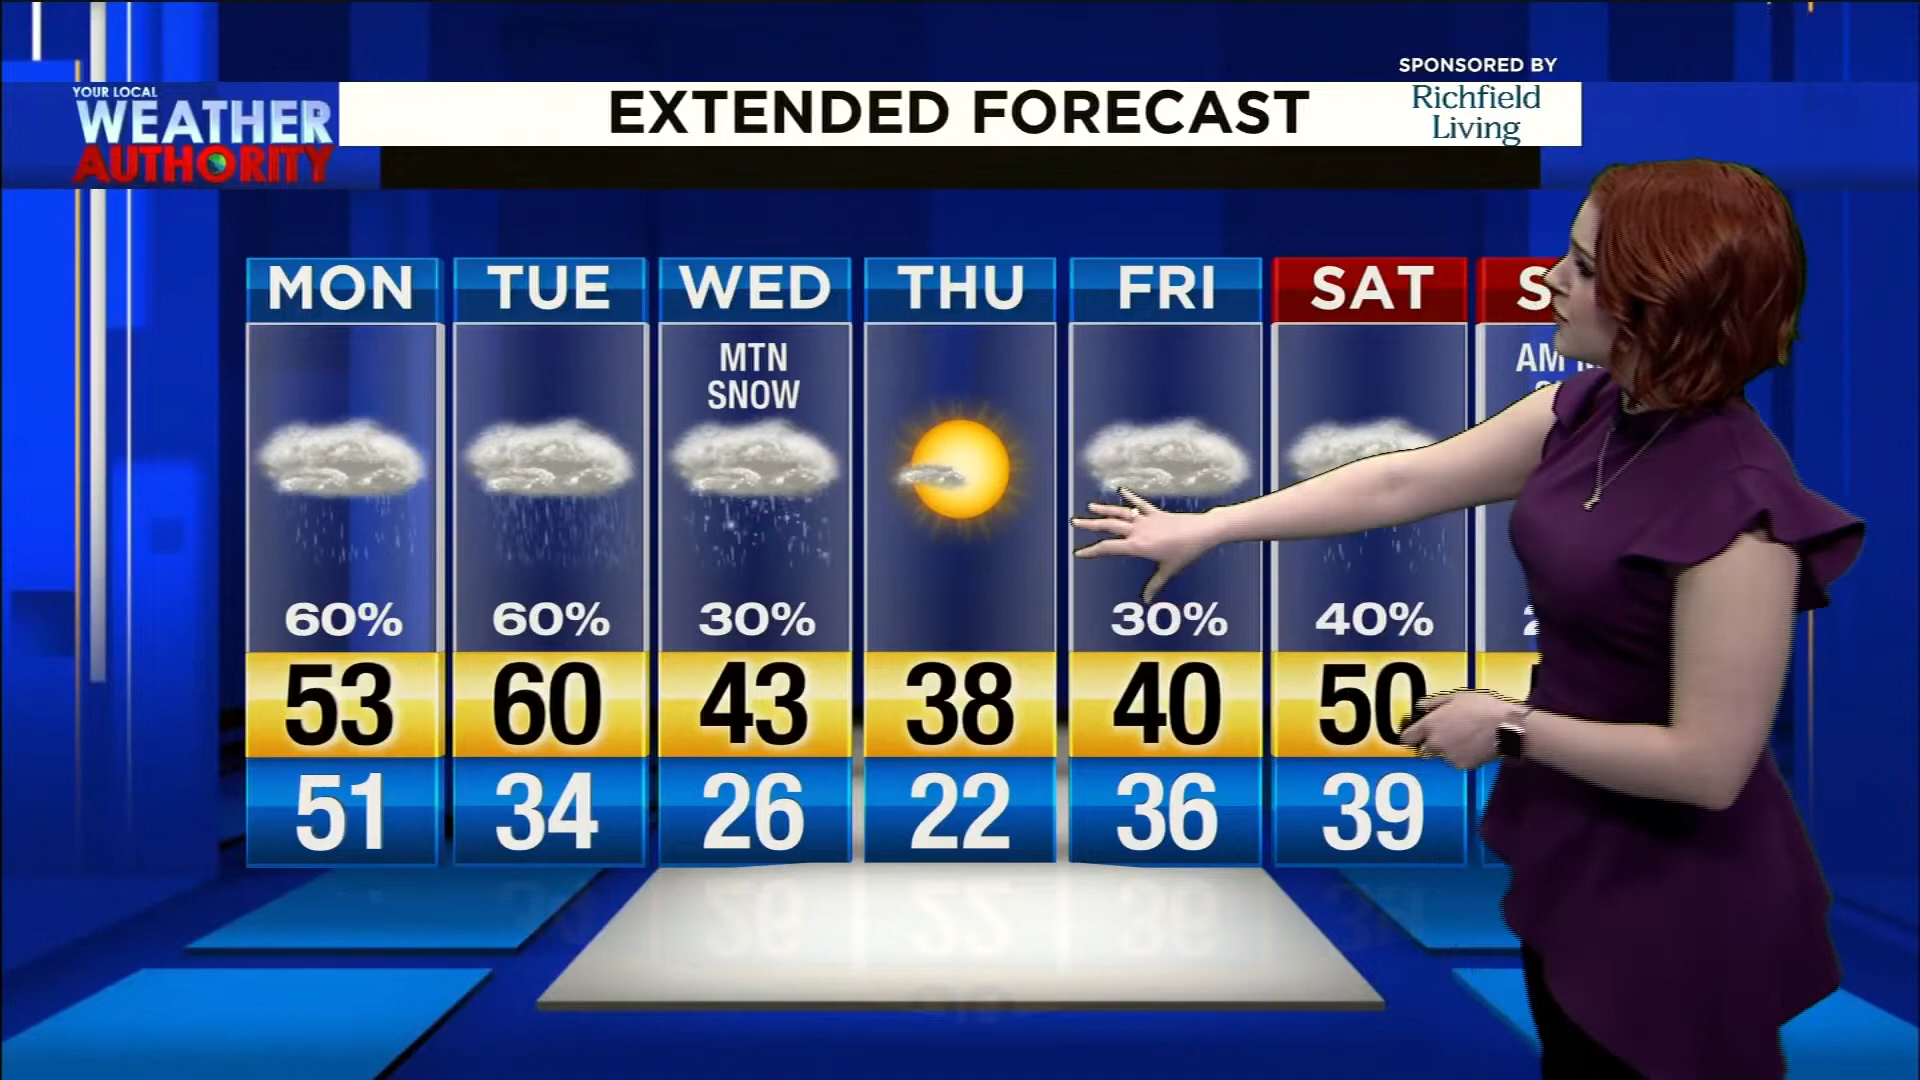 SPONSORED BY
YOUR LOCAL
WEATHER
AUTHORITY
EXTENDED FORECAST
Richfield
Living
MON TUE WED THU FRI SAT
MTN
SNOW
AM
60% 60% 30% 30% 40%
53 60 43 38 40 50
51 34 26 22 36 39